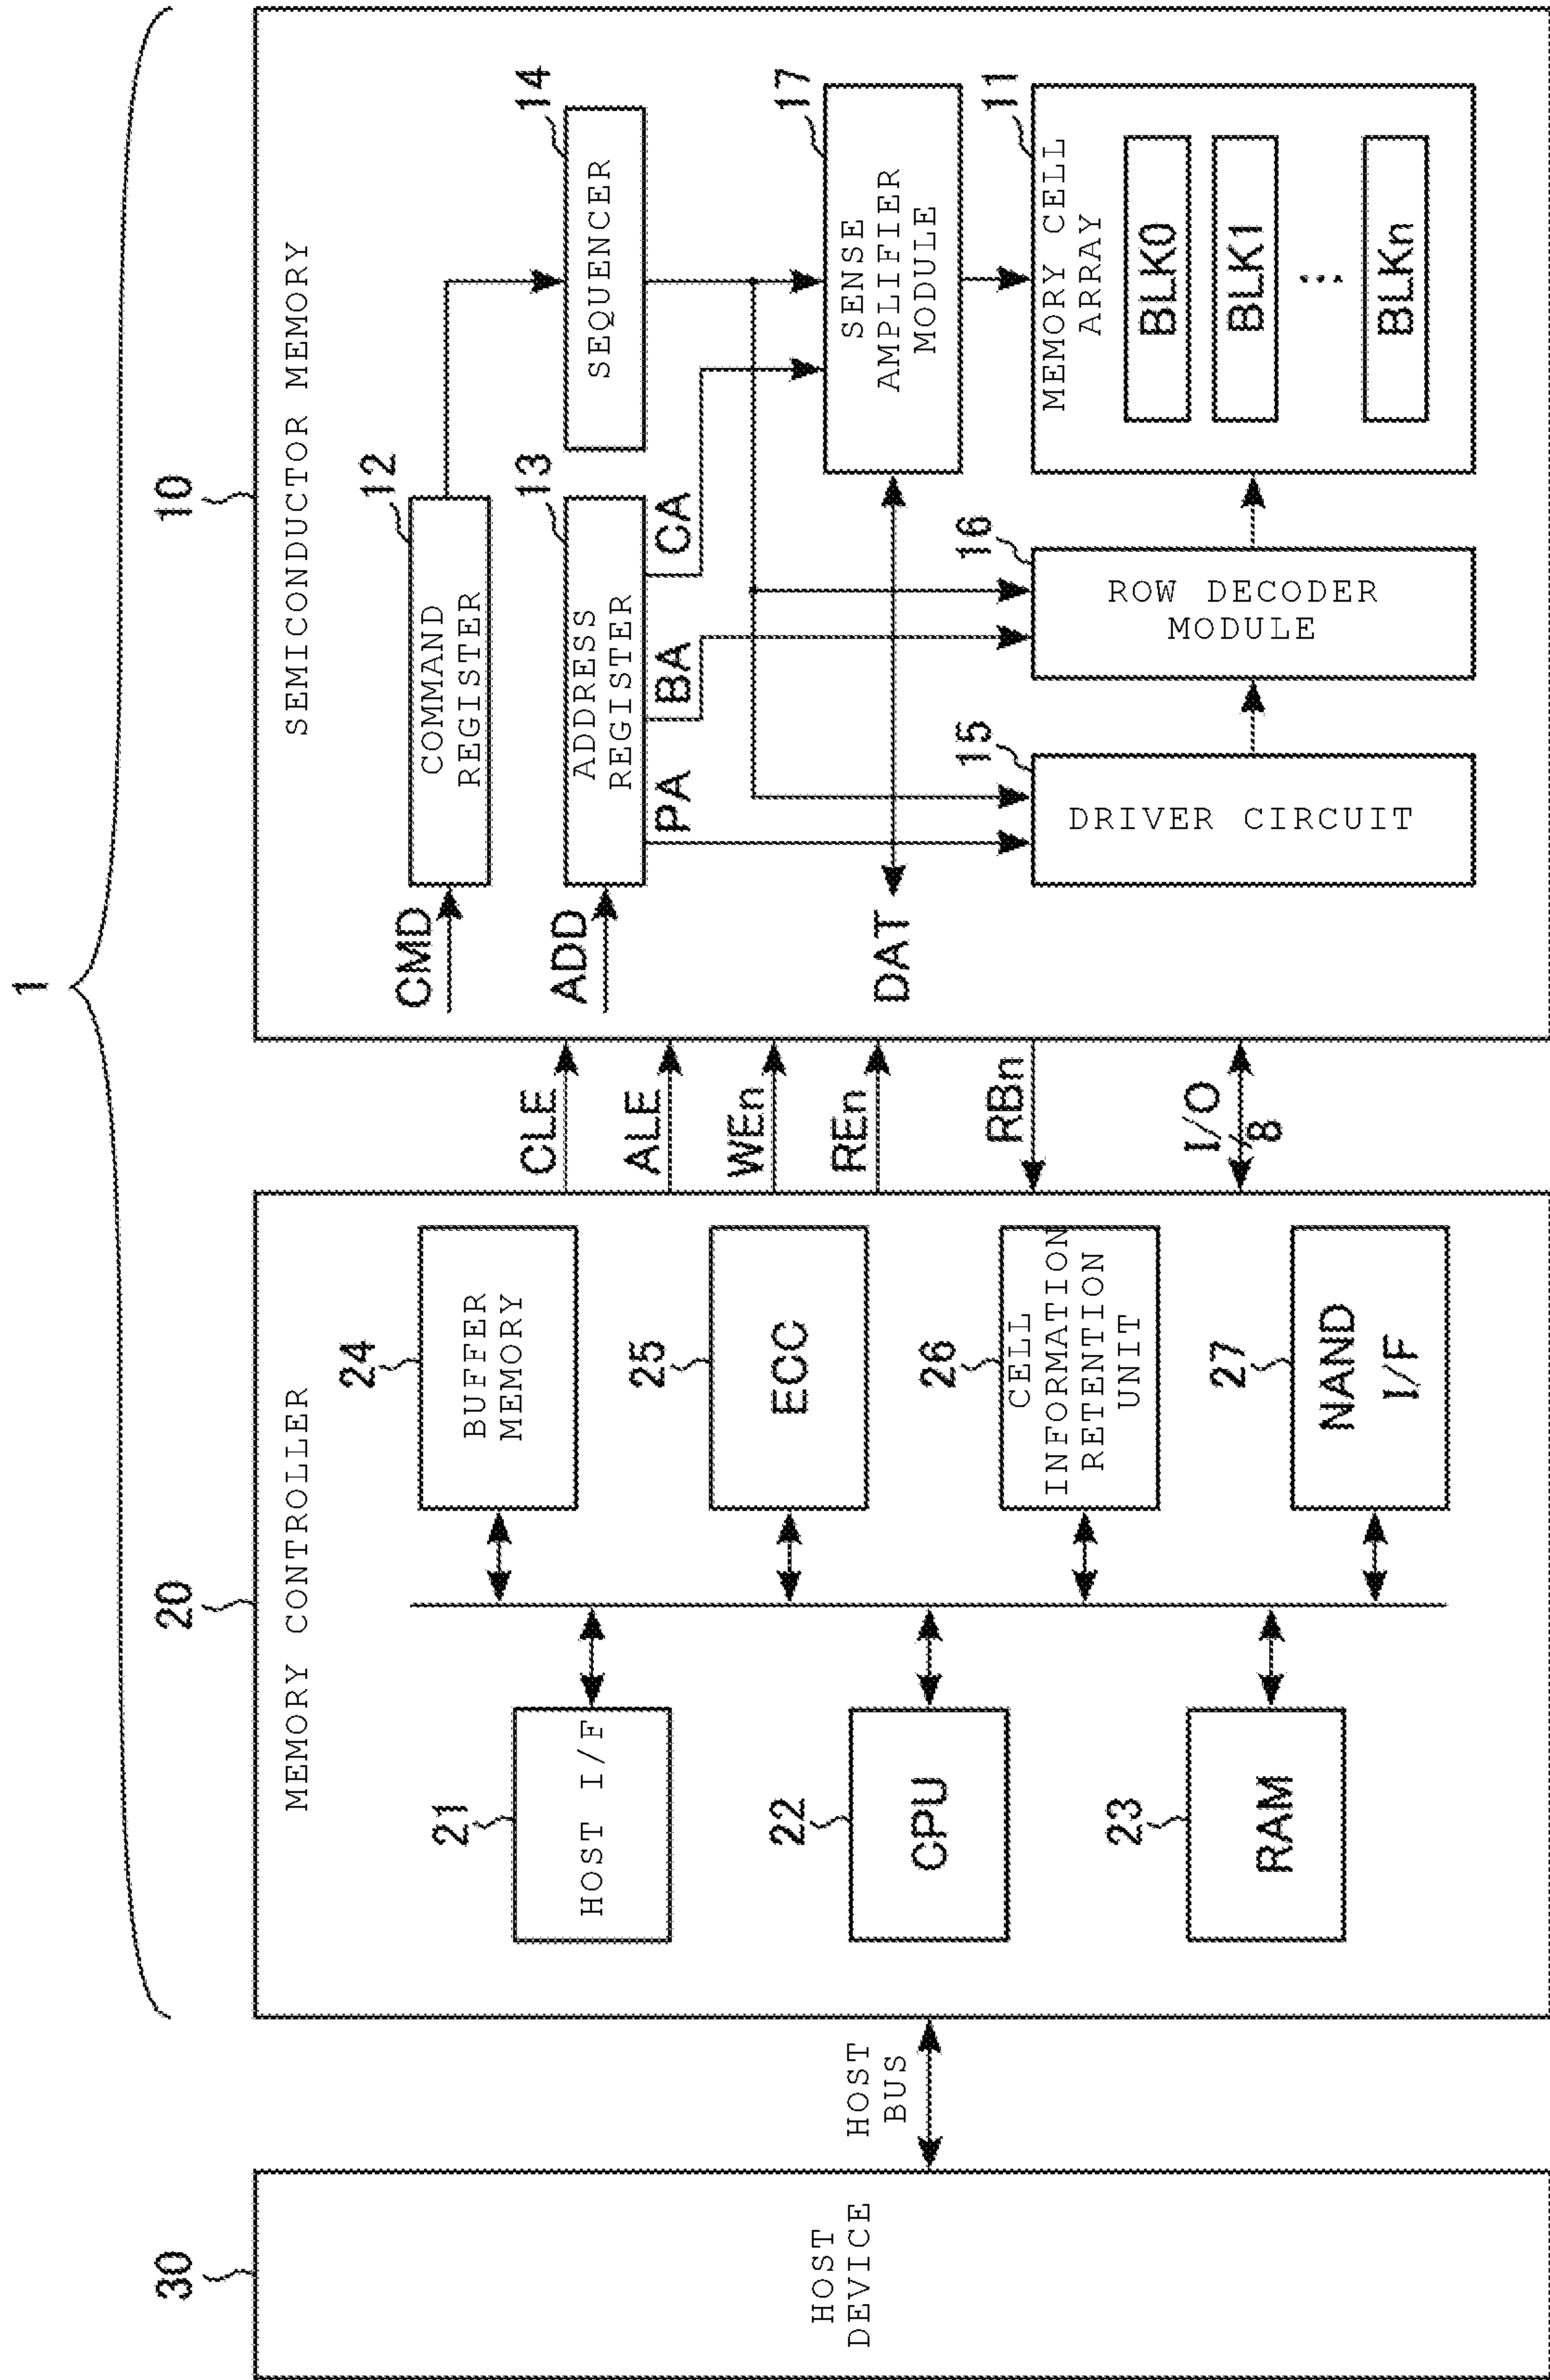 1
30
HOST
DEVICE
HOST
BUS
20
MEMORY CONTROLLER
21
HOST I/F
22
CPU
23
RAM
24
BUFFER
MEMORY
25
ECC
26
CELL
INFORMATION
RETENTION
UNIT
27
NAND
I/F
CLE
ALE
WEn
REn
RBn
I/O
8
10
SEMICONDUCTOR MEMORY
CMD
12
COMMAND
REGISTER
ADD
13
ADDRESS
REGISTER
14
SEQUENCER
PA
BA
CA
DAT
17
SENSE
AMPLIFIER
MODULE
15
DRIVER CIRCUIT
16
ROW DECODER
MODULE
11
MEMORY CELL
ARRAY
BLK0
BLK1
⋮
BLKn